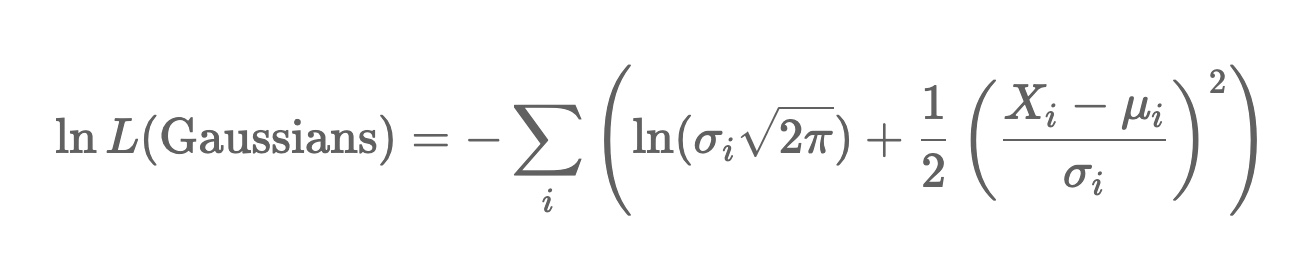 ln L(Gaussians) = − ∑_i ( ln(σ_i √(2π)) + 1/2 ( (X_i − μ_i) / σ_i )^2 )